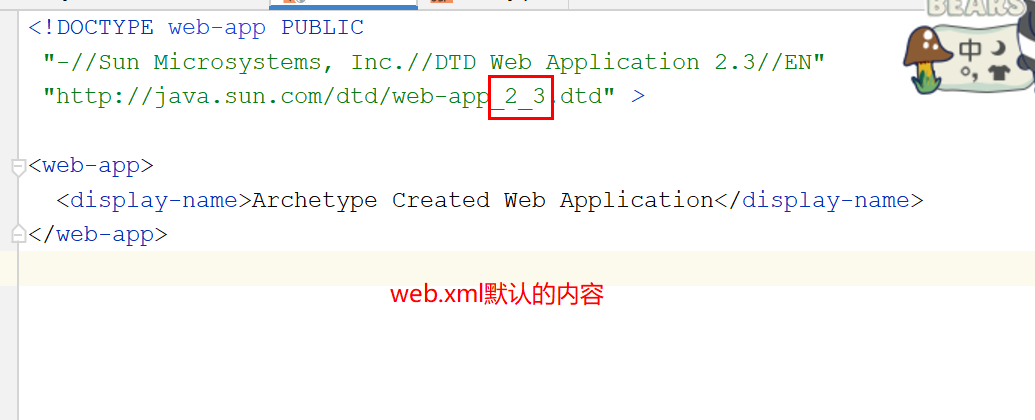 BEARS
中
<!DOCTYPE web-app PUBLIC
"-//Sun Microsystems, Inc.//DTD Web Application 2.3//EN"
"http://java.sun.com/dtd/web-app_2_3.dtd" >
<web-app>
<display-name>Archetype Created Web Application</display-name>
</web-app>
web.xml默认的内容